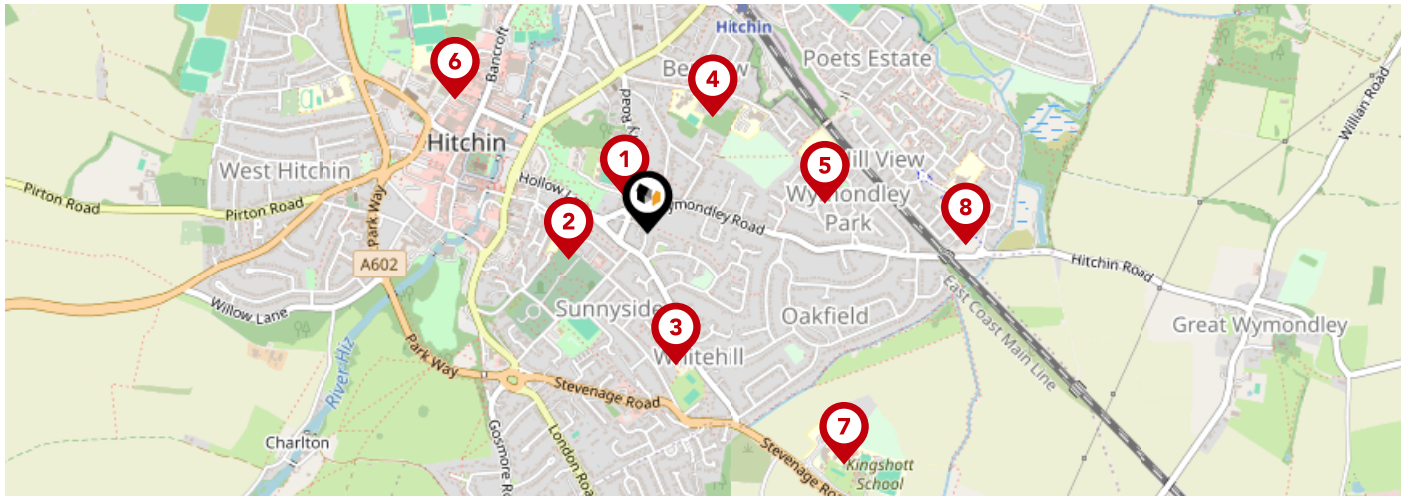 Hitchin
Poets Estate
Bancroft
6
4
Road
Willian Road
Hitchin
1
Hill View
5
Wymondley
Park
West Hitchin
Pirton Road
Pirton Road
Park Way
Hollow
2
Wymondley Road
8
A602
Hitchin Road
Willow Lane
Sunnyside
3
Whitehill
Oakfield
East Coast Main Line
Great Wymondley
River Hiz
Park Way
Stevenage Road
7
Charlton
Gosmore
London Road
Stevenage
Kingshott
School